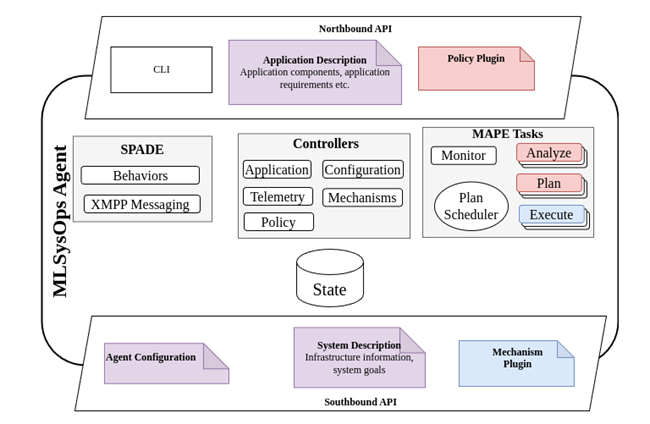 Northbound API
CLI
Application Description
Application components, application
requirements etc.
Policy Plugin
MLSysOps Agent
SPADE
Behaviors
XMPP Messaging
Controllers
Application
Configuration
Telemetry
Mechanisms
Policy
MAPE Tasks
Monitor
Analyze
Plan
Scheduler
Plan
Execute
State
Agent Configuration
System Description
Infrastructure information,
system goals
Mechanism
Plugin
Southbound API